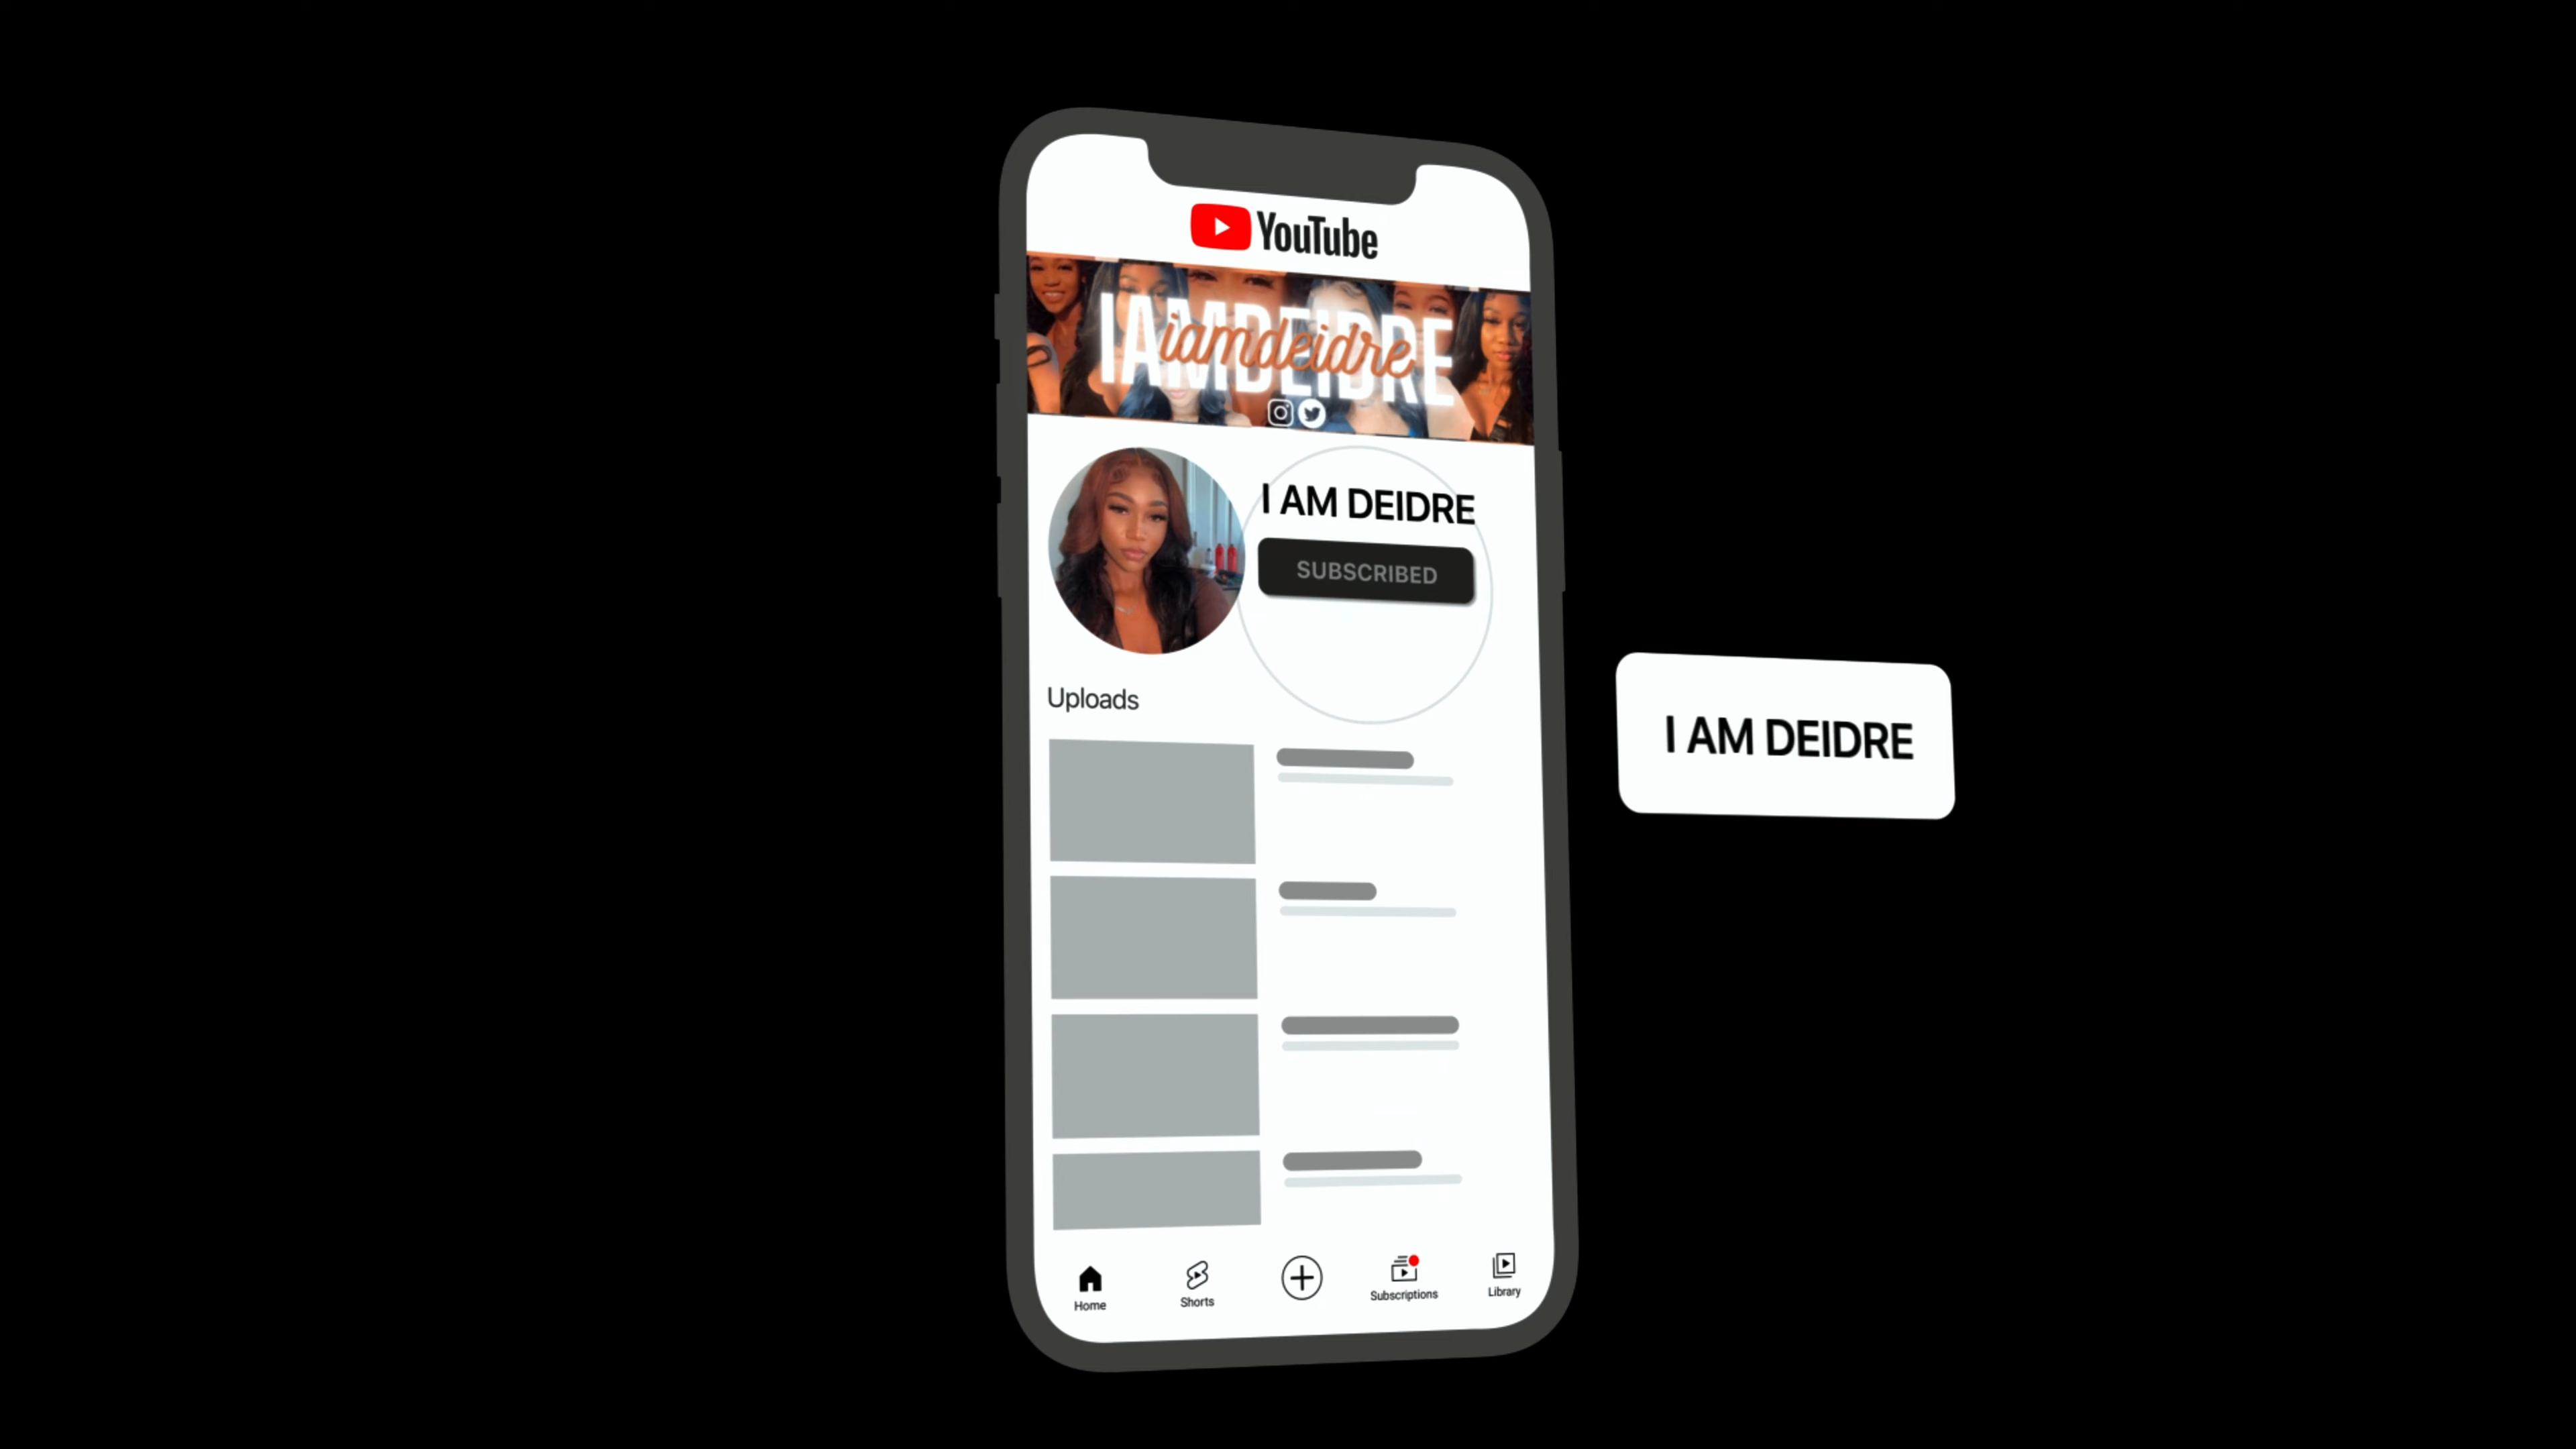 YouTube
IAMDEIDRE
iamdeidre
I AM DEIDRE
SUBSCRIBED
Uploads
I AM DEIDRE
Home
Shorts
Subscriptions
Library